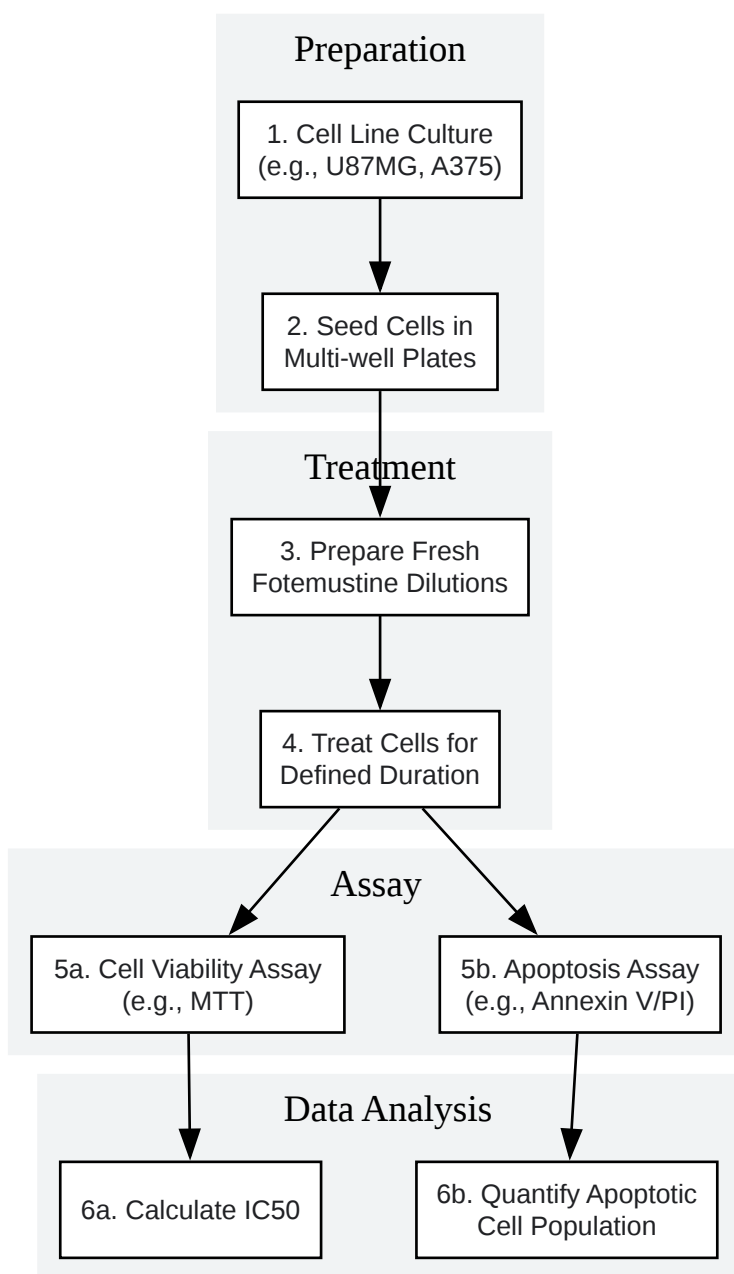 Preparation
1. Cell Line Culture
(e.g., U87MG, A375)
2. Seed Cells in
Multi-well Plates
Treatment
3. Prepare Fresh
Fotemustine Dilutions
4. Treat Cells for
Defined Duration
Assay
5a. Cell Viability Assay
(e.g., MTT)
5b. Apoptosis Assay
(e.g., Annexin V/PI)
Data Analysis
6a. Calculate IC50
6b. Quantify Apoptotic
Cell Population